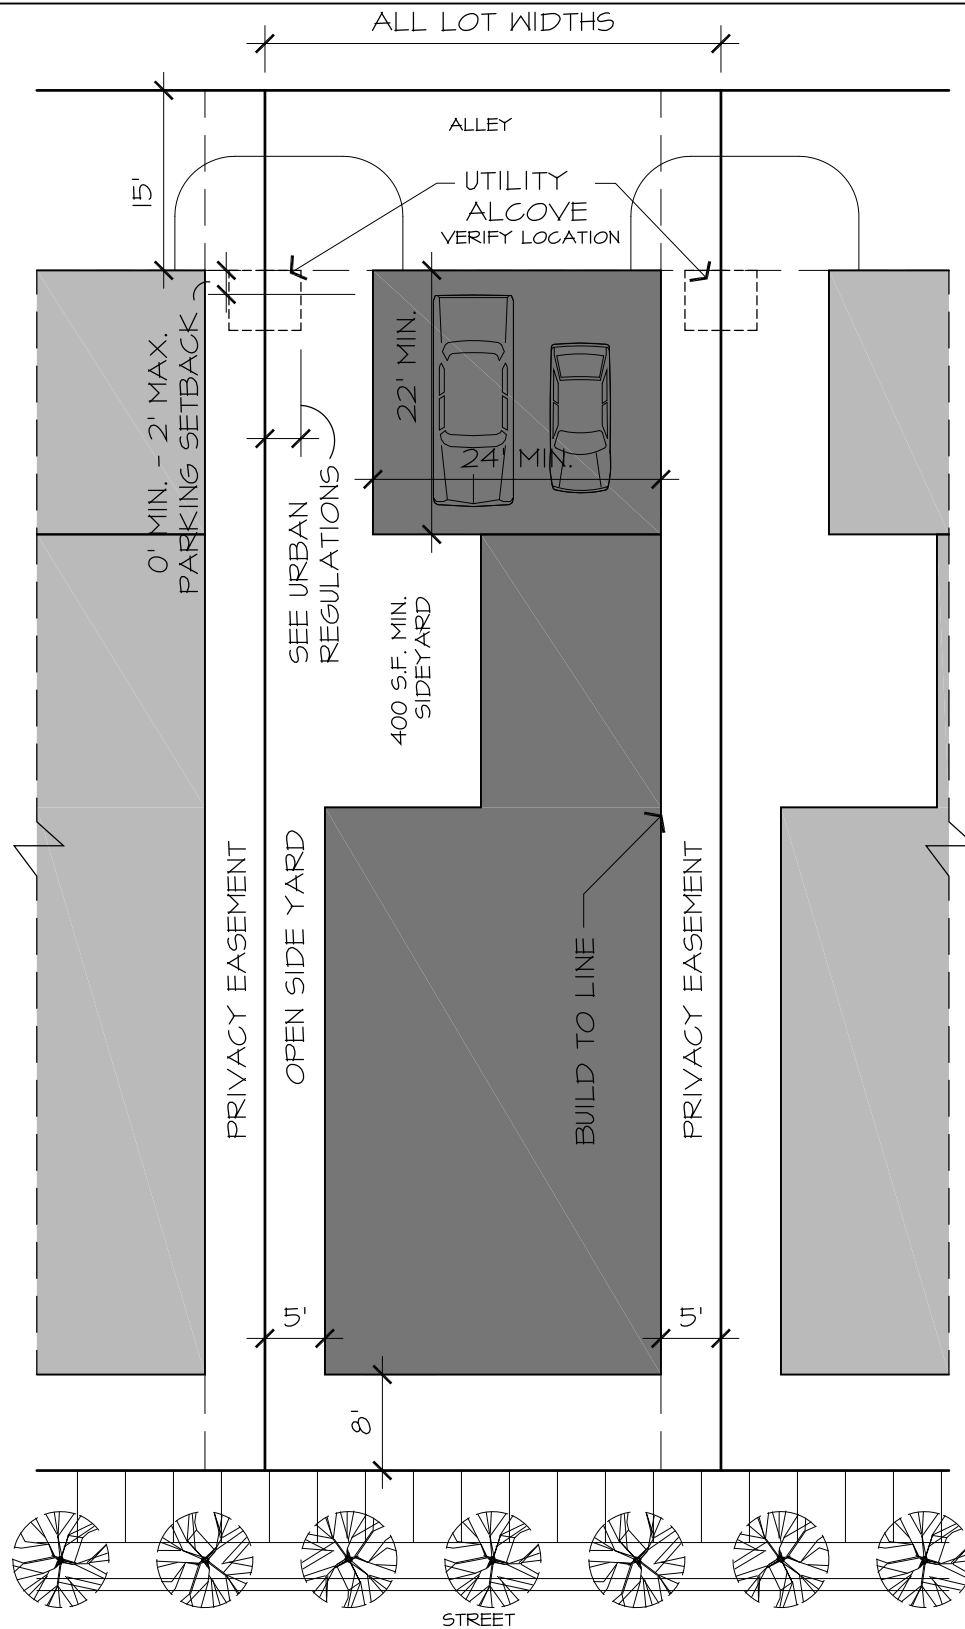 ALL LOT WIDTHS
ALLEY
15'
UTILITY
ALCOVE
VERIFY LOCATION
0' MIN. - 2' MAX.
PARKING SETBACK
22' MIN.
24' MIN.
SEE URBAN
REGULATIONS
400 S.F. MIN.
SIDEYARD
PRIVACY EASEMENT
OPEN SIDE YARD
BUILD TO LINE
PRIVACY EASEMENT
5'
5'
8'
STREET